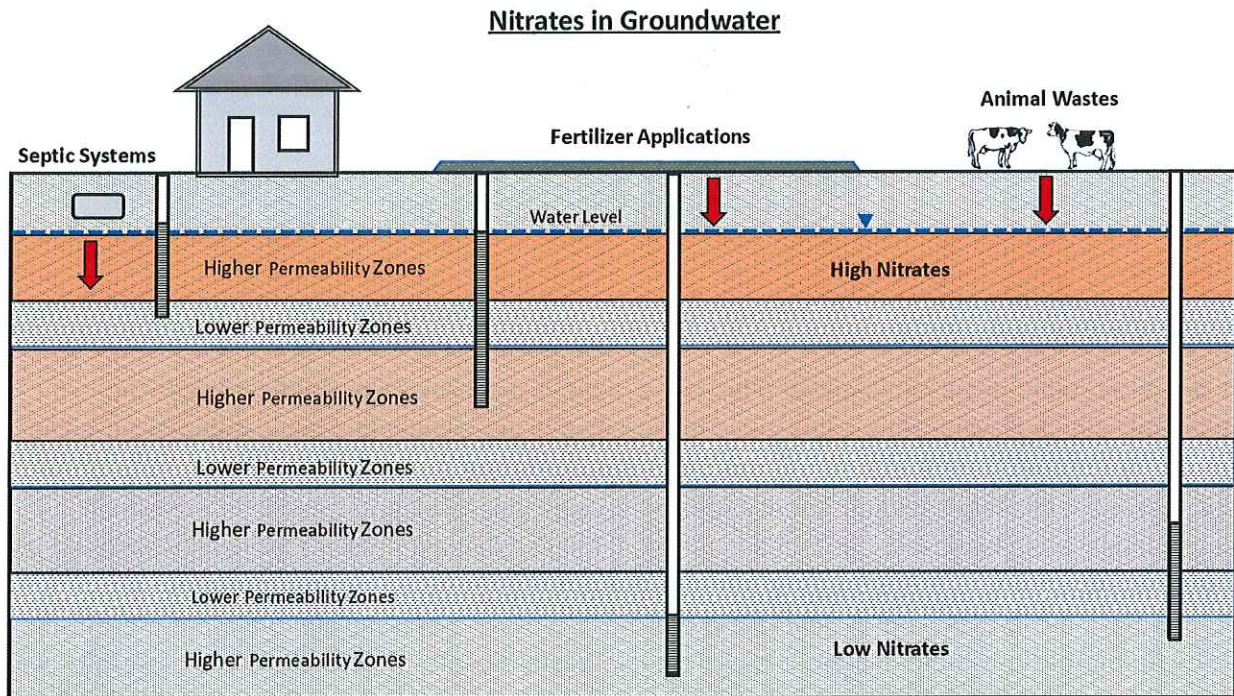 Nitrates in Groundwater
Animal Wastes
Septic Systems
Fertilizer Applications
Water Level
Higher Permeability Zones
High Nitrates
Lower Permeability Zones
Higher Permeability Zones
Lower Permeability Zones
Higher Permeability Zones
Lower Permeability Zones
Higher Permeability Zones
Low Nitrates